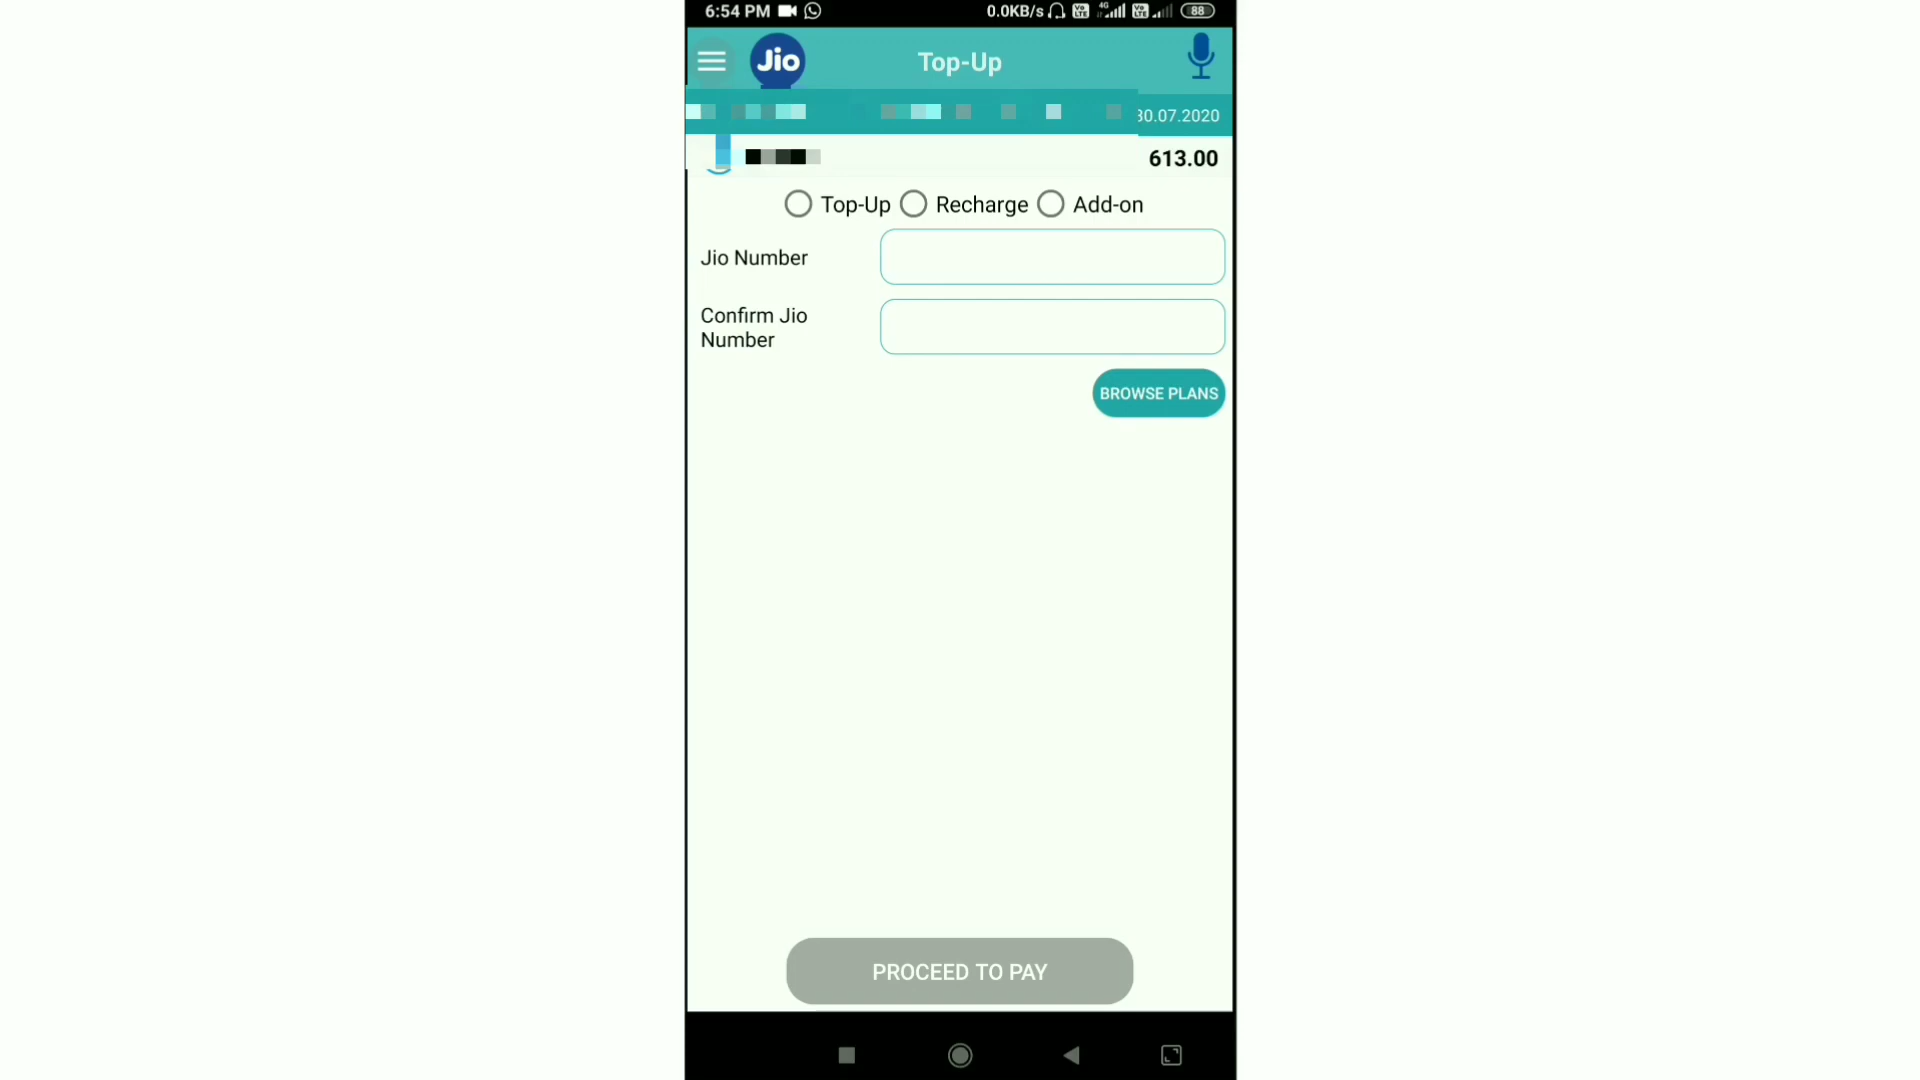 6:54 PM 0.0KB/s 4G 88
Jio Top-Up
30.07.2020
613.00
Top-Up Recharge Add-on
Jio Number
Confirm Jio
Number
BROWSE PLANS
PROCEED TO PAY